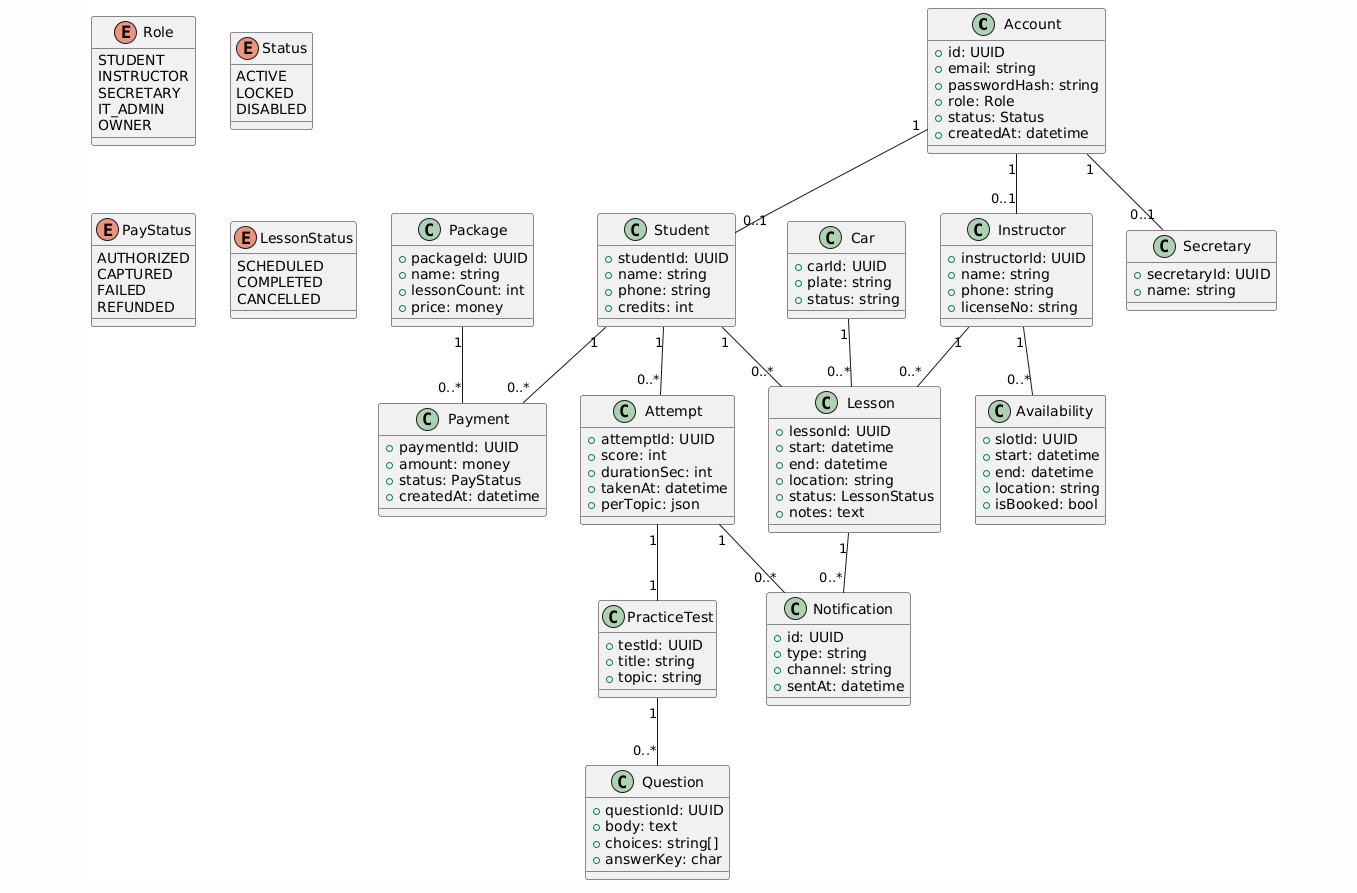 E Role
STUDENT
INSTRUCTOR
SECRETARY
IT_ADMIN
OWNER
E Status
ACTIVE
LOCKED
DISABLED
C Account
id: UUID
email: string
passwordHash: string
role: Role
status: Status
createdAt: datetime
1
0..1
1
0..1
1
0..1
E PayStatus
AUTHORIZED
CAPTURED
FAILED
REFUNDED
E LessonStatus
SCHEDULED
COMPLETED
CANCELLED
C Package
packageId: UUID
name: string
lessonCount: int
price: money
C Student
studentId: UUID
name: string
phone: string
credits: int
C Car
carId: UUID
plate: string
status: string
C Instructor
instructorId: UUID
name: string
phone: string
licenseNo: string
C Secretary
secretaryId: UUID
name: string
1
0..*
1
0..*
1
0..*
1
0..*
1
0..*
1
0..*
1
0..*
C Payment
paymentId: UUID
amount: money
status: PayStatus
createdAt: datetime
C Attempt
attemptId: UUID
score: int
durationSec: int
takenAt: datetime
perTopic: json
C Lesson
lessonId: UUID
start: datetime
end: datetime
location: string
status: LessonStatus
notes: text
C Availability
slotId: UUID
start: datetime
end: datetime
location: string
isBooked: bool
1
1
1
0..*
1
0..*
C PracticeTest
testId: UUID
title: string
topic: string
C Notification
id: UUID
type: string
channel: string
sentAt: datetime
1
0..*
C Question
questionId: UUID
body: text
choices: string[]
answerKey: char